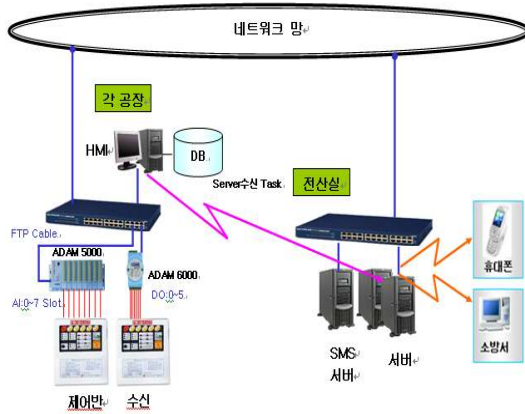 네트워크 망
각 공장
HMI
DB
Server수신 Task
전산실
FTP Cable
ADAM 5000
ADAM 6000
AI:0~7 Slot
DO:0~5
휴대폰
SMS
서버
서버
소방서
제어반
수신